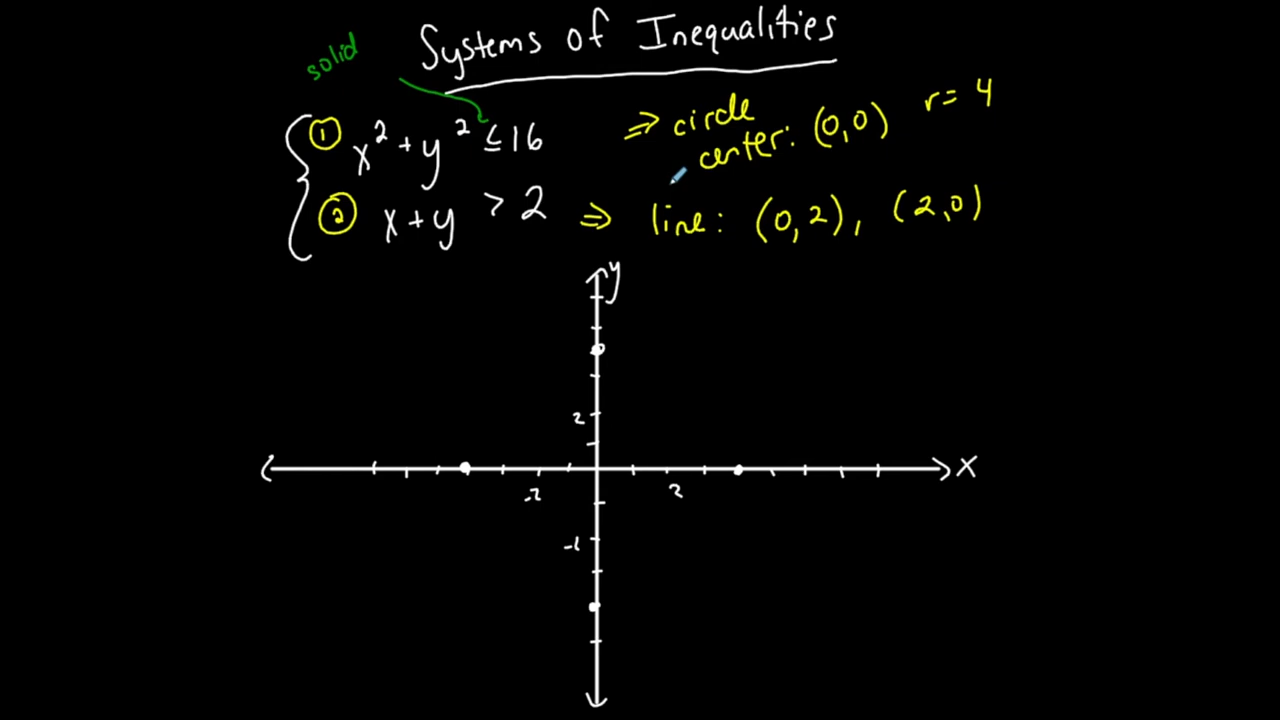 Systems of Inequalities
solid
① x² + y² ≤ 16 ⇒ circle r = 4
center: (0,0)
② x + y > 2 ⇒ line: (0,2), (2,0)
y
2
x
-2 2
-1